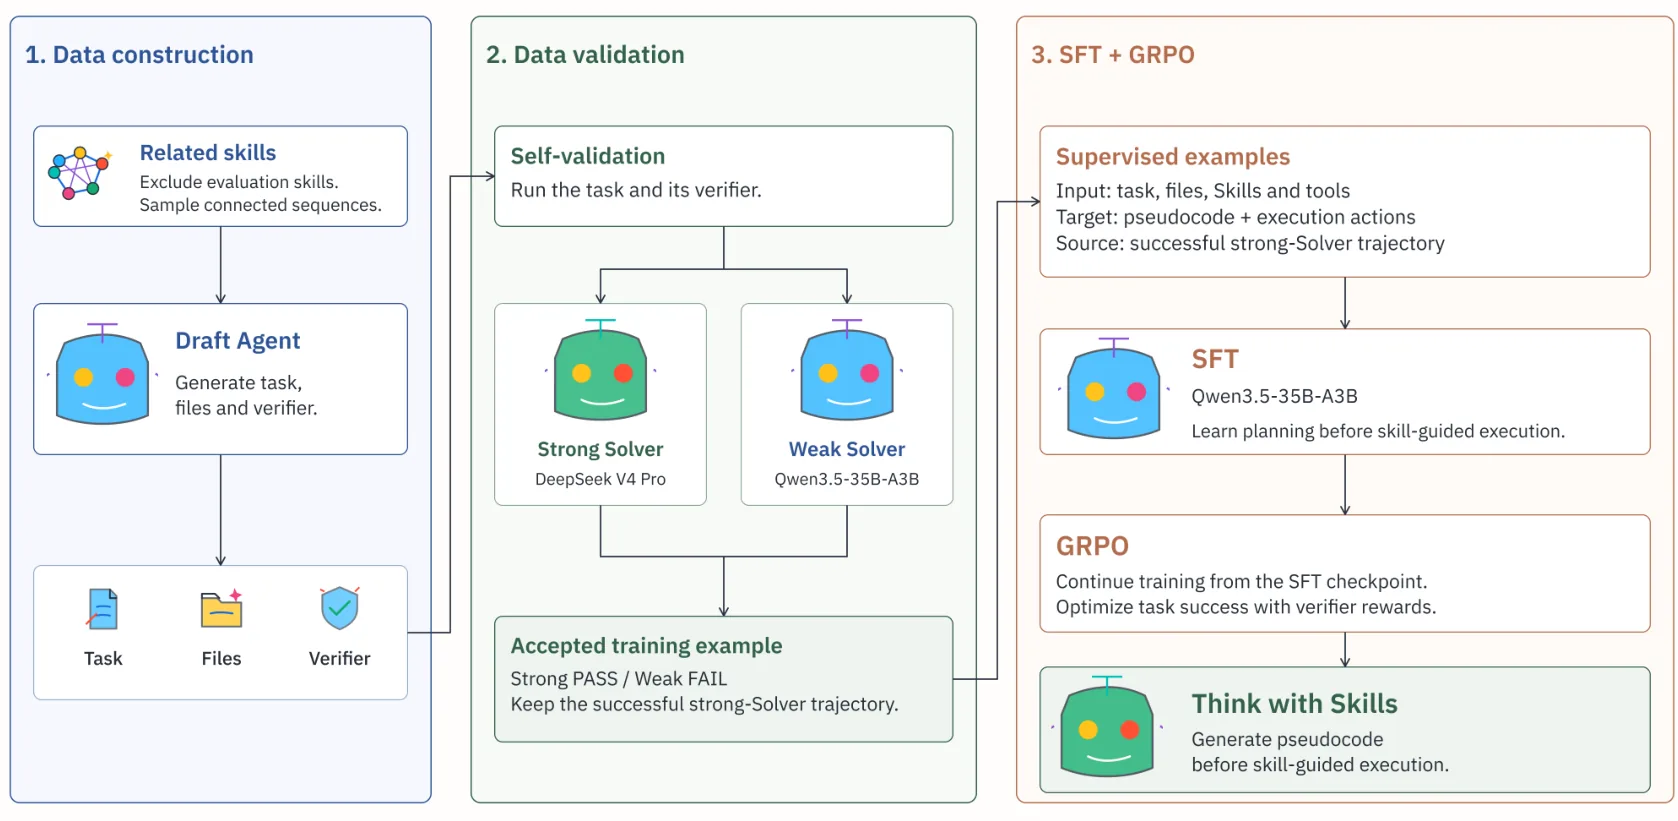 1. Data construction
Related skills
Exclude evaluation skills.
Sample connected sequences.
Draft Agent
Generate task,
files and verifier.
Task
Files
Verifier
2. Data validation
Self-validation
Run the task and its verifier.
Strong Solver
DeepSeek V4 Pro
Weak Solver
Qwen3.5-35B-A3B
Accepted training example
Strong PASS / Weak FAIL
Keep the successful strong-Solver trajectory.
3. SFT + GRPO
Supervised examples
Input: task, files, Skills and tools
Target: pseudocode + execution actions
Source: successful strong-Solver trajectory
SFT
Qwen3.5-35B-A3B
Learn planning before skill-guided execution.
GRPO
Continue training from the SFT checkpoint.
Optimize task success with verifier rewards.
Think with Skills
Generate pseudocode
before skill-guided execution.